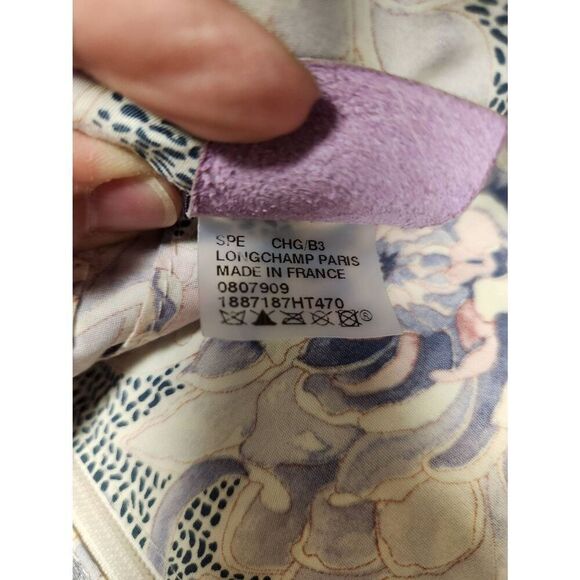 SPE CHG/B3
LONGCHAMP PARIS
MADE IN FRANCE
0807909
1887187HT470